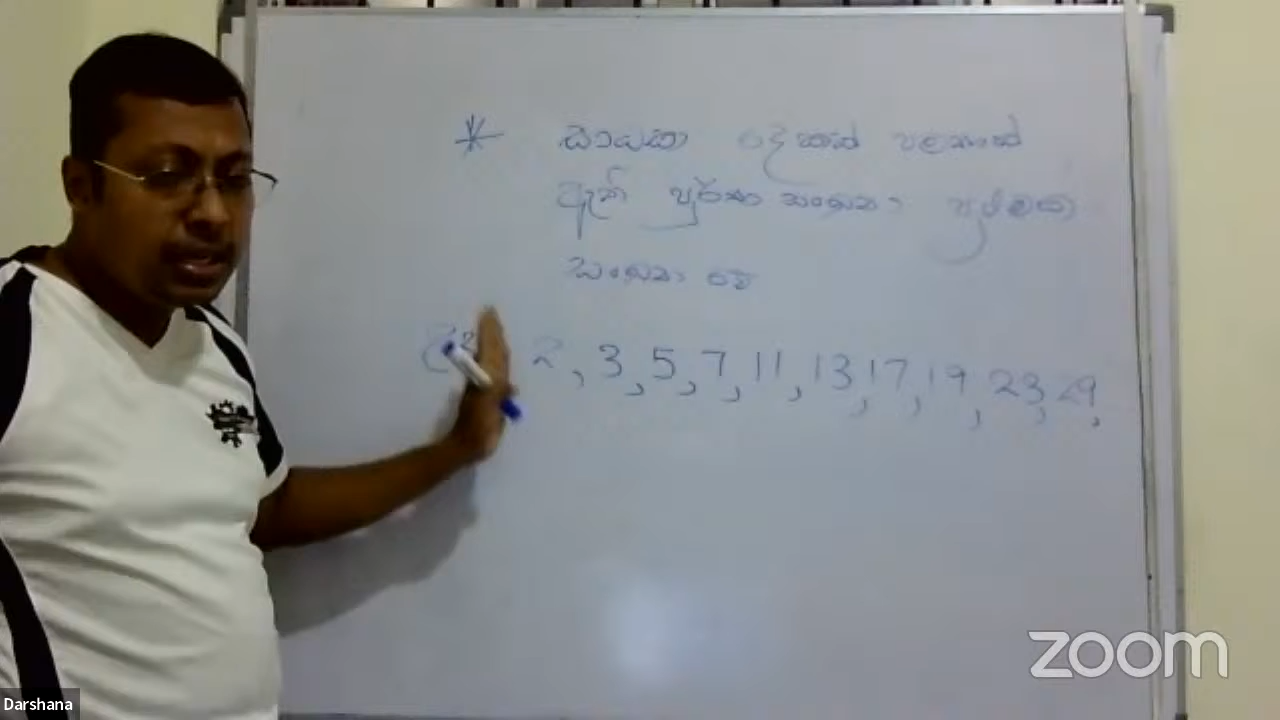 * සාධක දෙකක් පමණක්
ඇති පූර්ණ සංඛ්‍යා ප්‍රථමක
සංඛ්‍යා වේ
2, 3, 5, 7, 11, 13, 17, 19, 23, 29,
zoom
Darshana